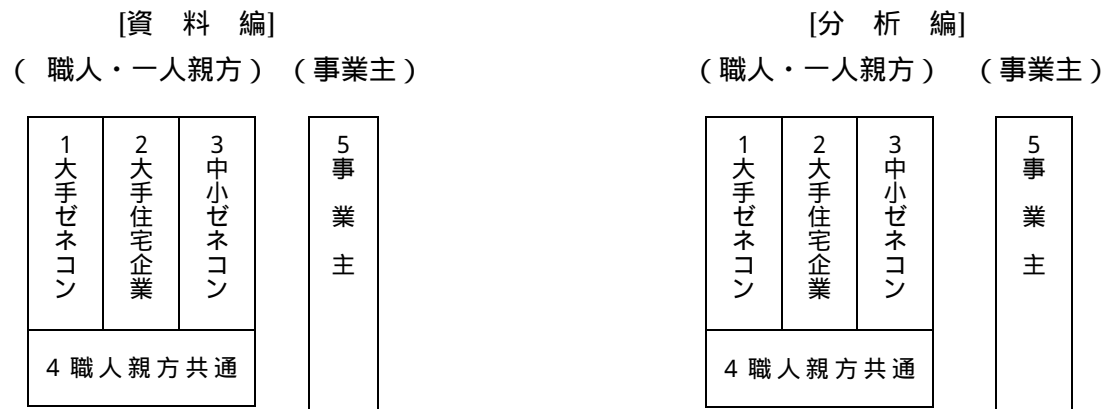 [資　料　編]
( 職人・一人親方) (事業主)
1 大手ゼネコン
2 大手住宅企業
3 中小ゼネコン
4 職人親方共通
5 事　業　主
[分　析　編]
(職人・一人親方) (事業主)
1 大手ゼネコン
2 大手住宅企業
3 中小ゼネコン
4 職人親方共通
5 事　業　主